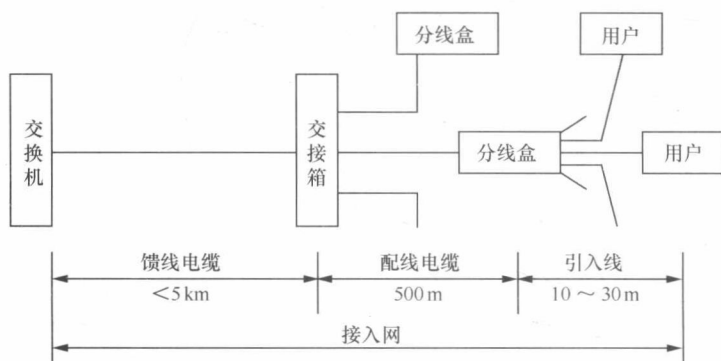 分线盒
用户
交换机
交接箱
分线盒
用户
馈线电缆
配线电缆
引入线
<5km
500m
10～30m
接入网